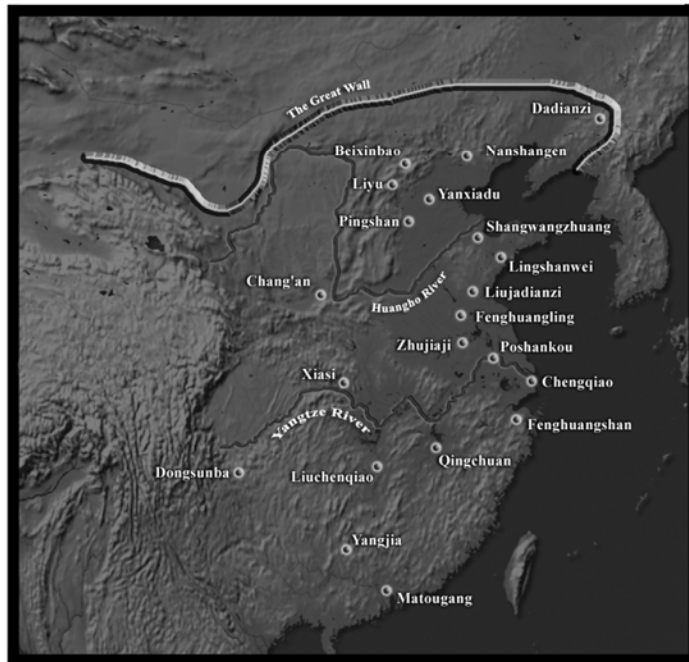 The Great Wall
Dadianzi
Beixinbao
Nanshangen
Liyu
Yanxiadu
Pingshan
Shangwangzhuang
Lingshanwei
Chang'an
Huangho River
Liujadianzi
Fenghuangling
Zhujiaji
Poshankou
Xiasi
Chengqiao
Yangtze River
Fenghuangshan
Qingchuan
Dongsunba
Liuchenqiao
Yangjia
Matougang